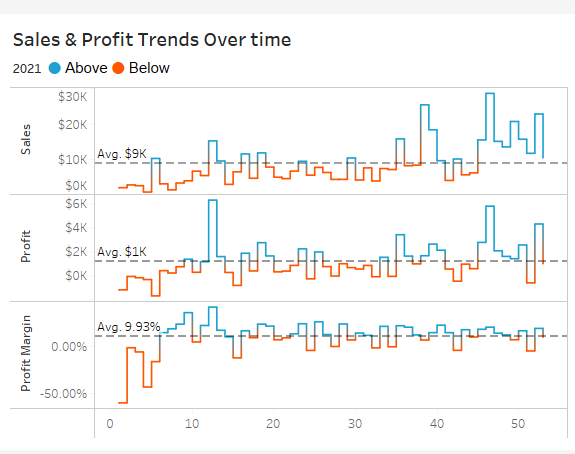 Sales & Profit Trends Over time
2021 Above Below
Sales
$30K
$20K
Avg. $9K
$10K
$0K
Profit
$6K
$4K
Avg. $1K
$2K
$0K
Profit Margin
Avg. 9.93%
0.00%
-50.00%
0 10 20 30 40 50